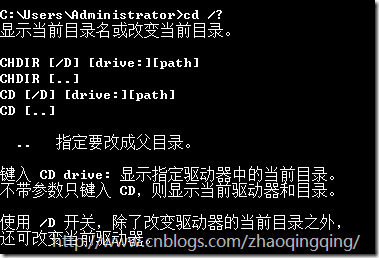 C:\Users\Administrator>cd /?
显示当前目录名或改变当前目录。
CHDIR [/D] [drive:][path]
CHDIR [..]
CD [/D] [drive:][path]
CD [..]
.. 指定要改成父目录。
键入 CD drive: 显示指定驱动器中的当前目录。
不带参数只键入 CD，则显示当前驱动器和目录。
使用 /D 开关，除了改变驱动器的当前目录之外，
还可改变当前驱动器。
http://www.cnblogs.com/zhaoqingqing/